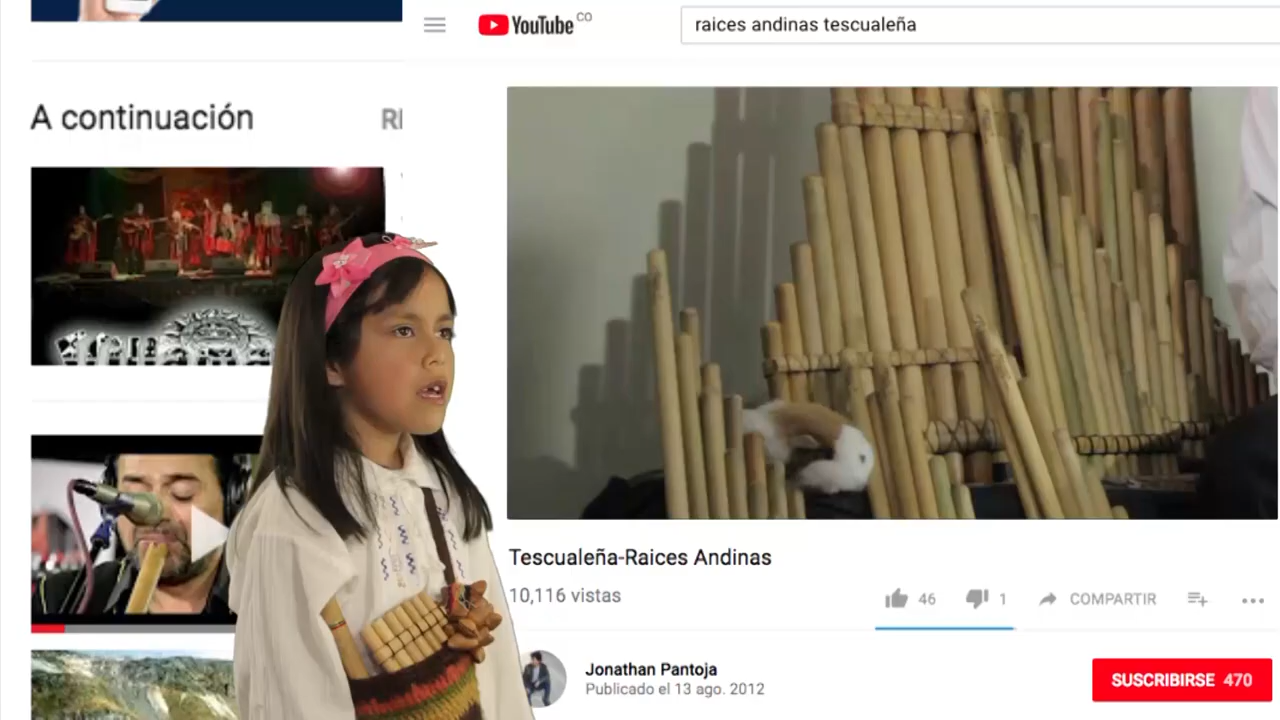 YouTube CO
raices andinas tescualeña
A continuación
Tescualeña-Raices Andinas
10,116 vistas
46
1
COMPARTIR
Jonathan Pantoja
Publicado el 13 ago. 2012
SUSCRIBIRSE 470